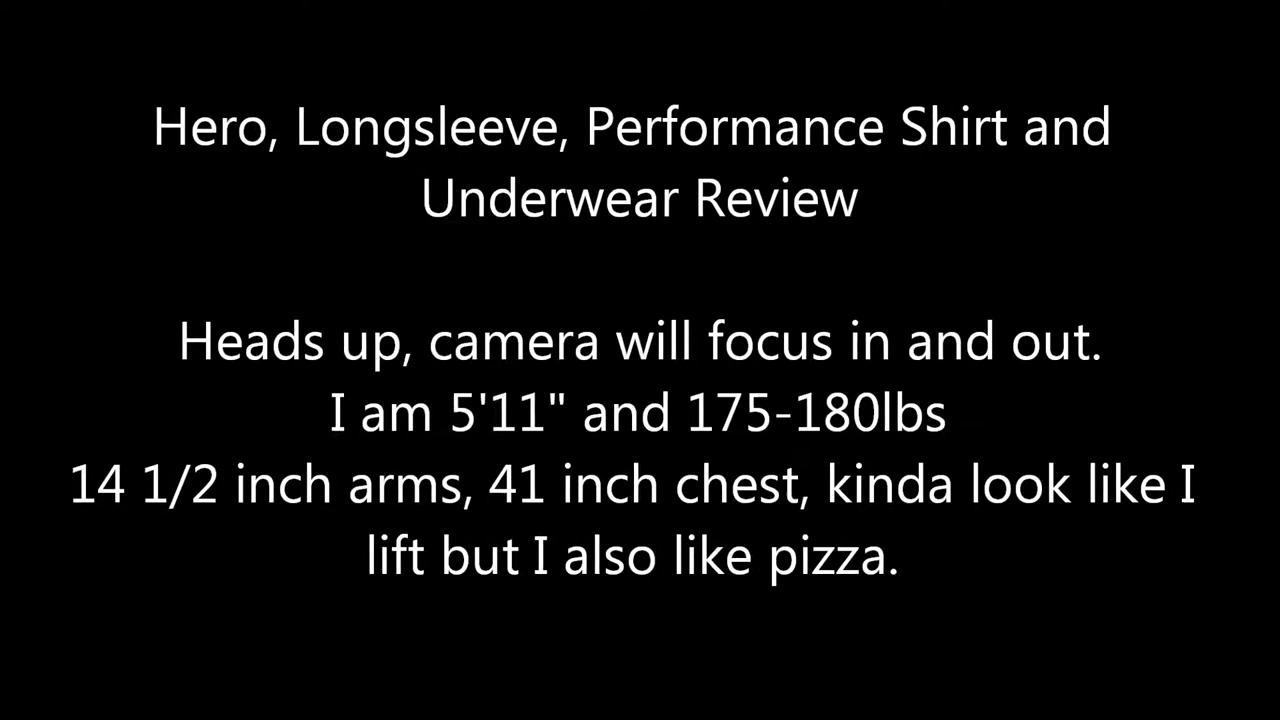 Hero, Longsleeve, Performance Shirt and
Underwear Review
Heads up, camera will focus in and out.
I am 5'11" and 175-180lbs
14 1/2 inch arms, 41 inch chest, kinda look like I
lift but I also like pizza.